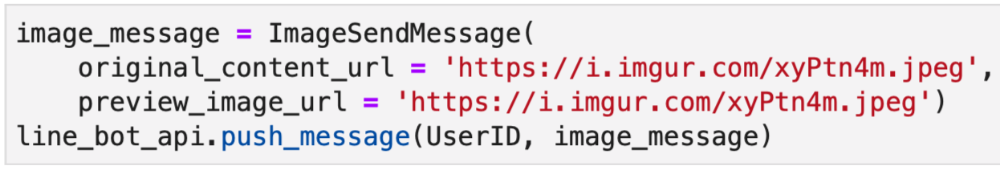 image_message = ImageSendMessage(
    original_content_url = 'https://i.imgur.com/xyPtn4m.jpeg',
    preview_image_url = 'https://i.imgur.com/xyPtn4m.jpeg')
line_bot_api.push_message(UserID, image_message)